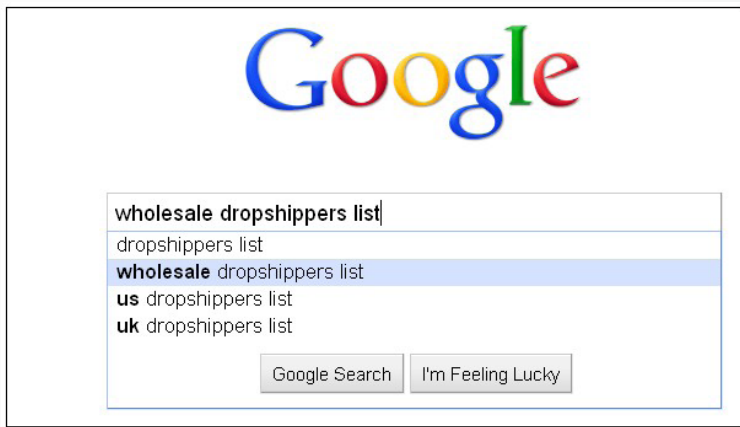 Google
wholesale dropshippers list
dropshippers list
wholesale dropshippers list
us dropshippers list
uk dropshippers list
Google Search I'm Feeling Lucky